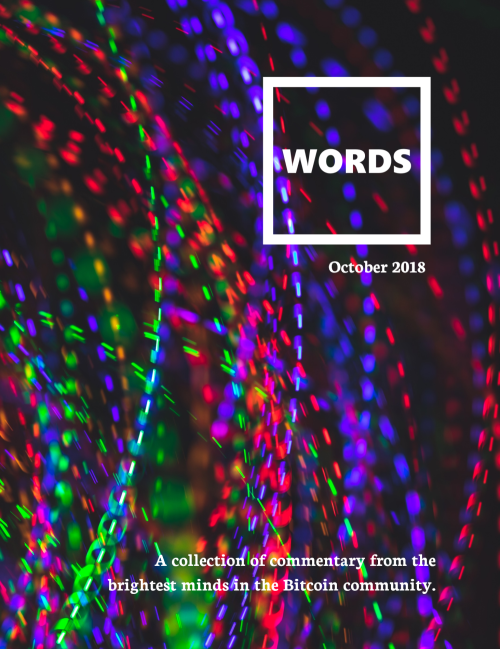 WORDS
October 2018
A collection of commentary from the
brightest minds in the Bitcoin community.